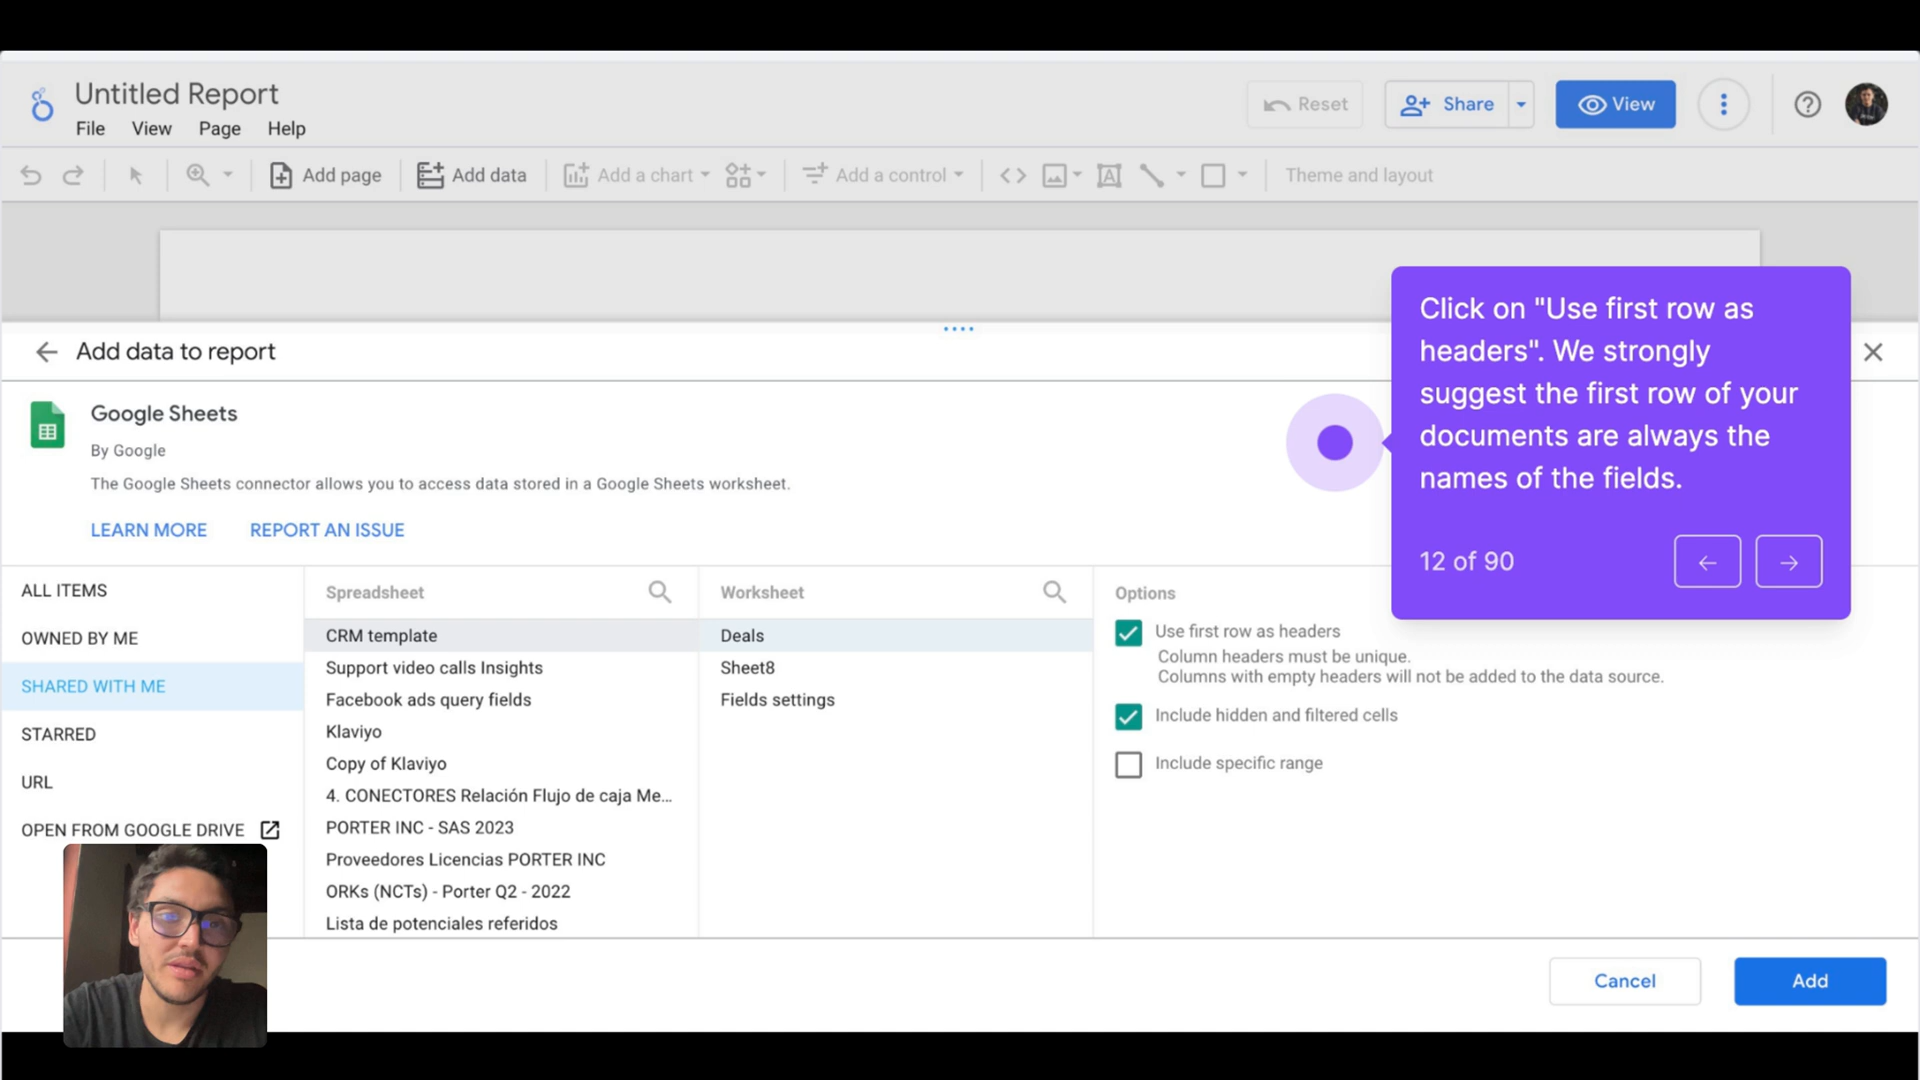 Untitled Report
File View Page Help
Reset
Share
View
Add page
Add data
Add a chart
Add a control
Theme and layout
Click on "Use first row as
headers". We strongly
suggest the first row of your
documents are always the
names of the fields.
12 of 90
Add data to report
Google Sheets
By Google
The Google Sheets connector allows you to access data stored in a Google Sheets worksheet.
LEARN MORE
REPORT AN ISSUE
ALL ITEMS
OWNED BY ME
SHARED WITH ME
STARRED
URL
OPEN FROM GOOGLE DRIVE
Spreadsheet
CRM template
Support video calls Insights
Facebook ads query fields
Klaviyo
Copy of Klaviyo
4. CONECTORES Relación Flujo de caja Me...
PORTER INC - SAS 2023
Proveedores Licencias PORTER INC
ORKs (NCTs) - Porter Q2 - 2022
Lista de potenciales referidos
Worksheet
Deals
Sheet8
Fields settings
Options
Use first row as headers
Column headers must be unique.
Columns with empty headers will not be added to the data source.
Include hidden and filtered cells
Include specific range
Cancel
Add